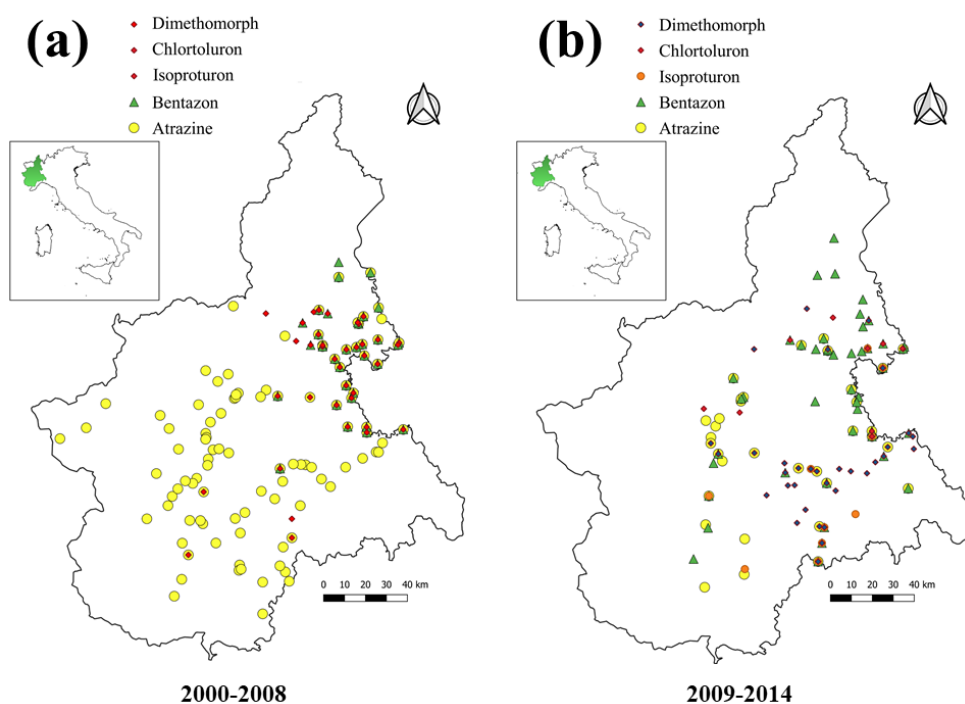 (a)
Dimethomorph
Chlortoluron
Isoproturon
Bentazon
Atrazine
0 10 20 30 40 km
2000-2008
(b)
Dimethomorph
Chlortoluron
Isoproturon
Bentazon
Atrazine
0 10 20 30 40 km
2009-2014